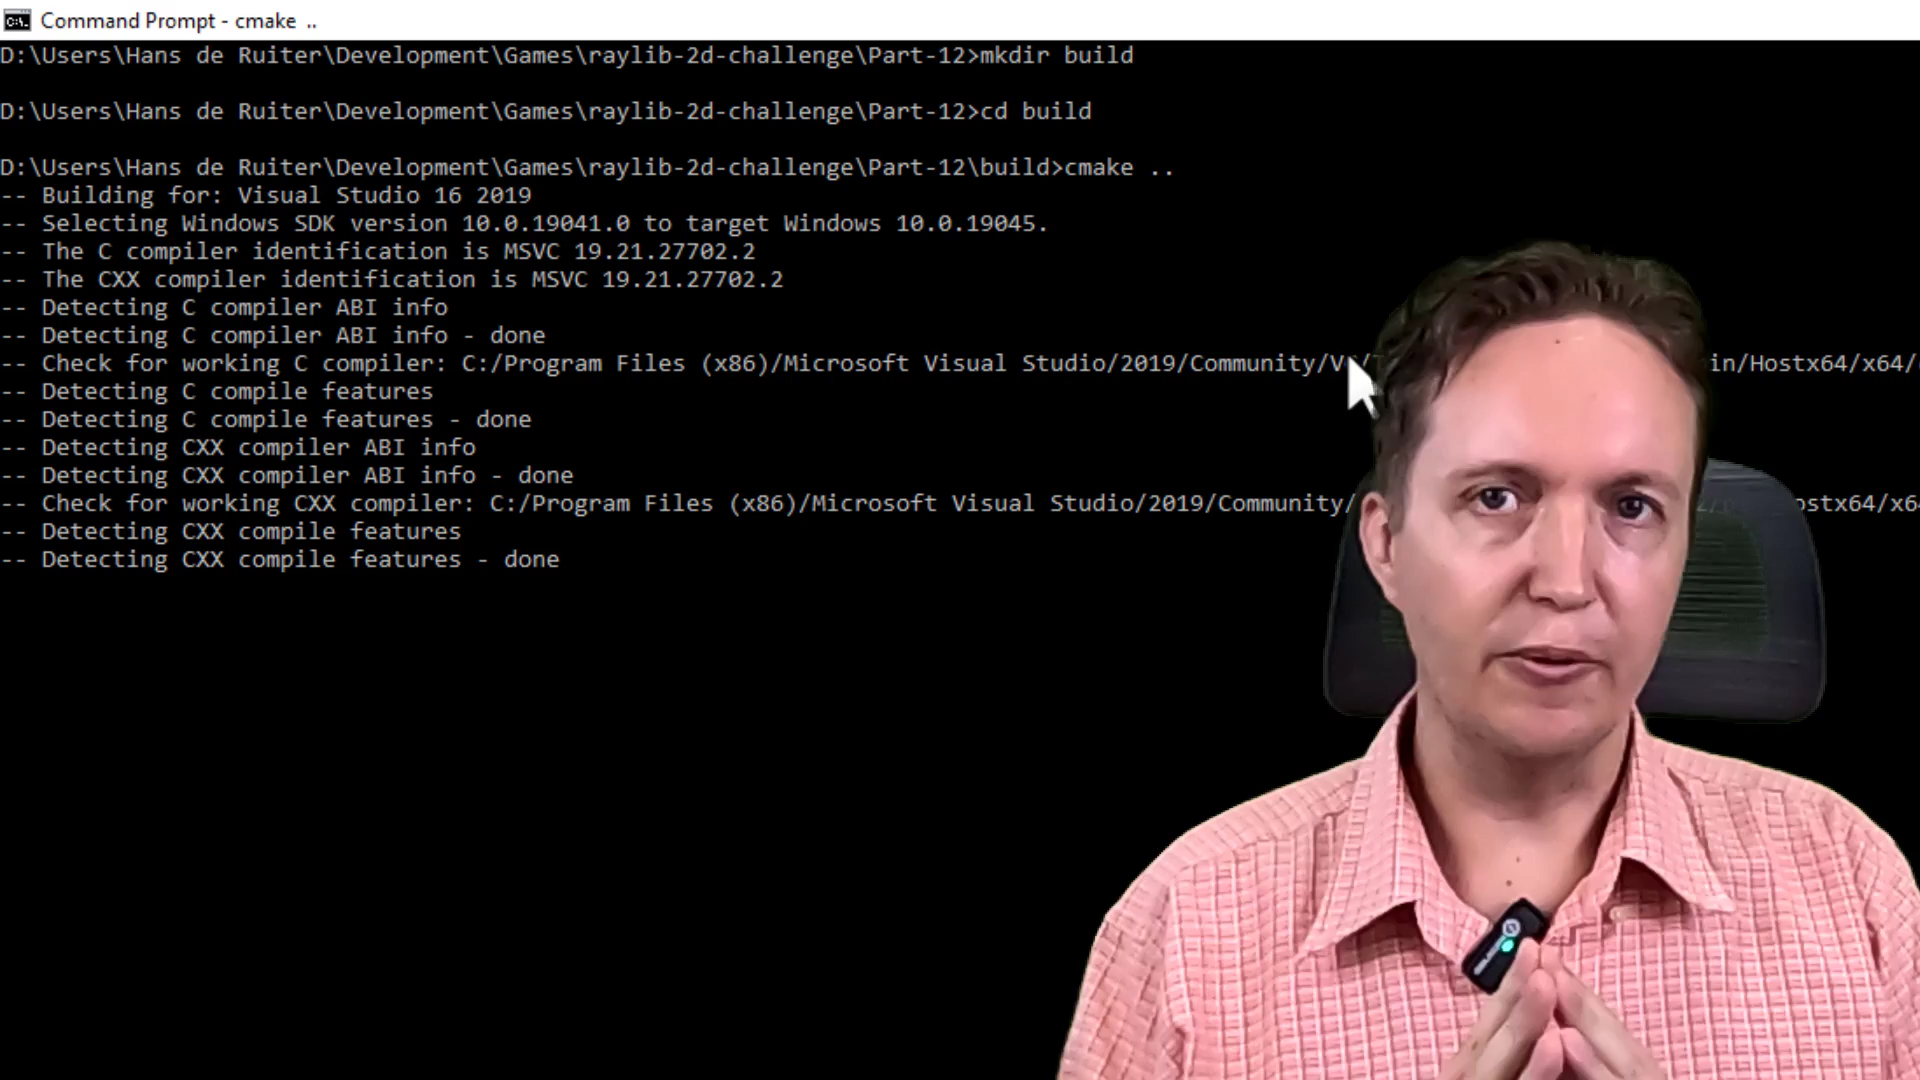 Command Prompt - cmake ..
D:\Users\Hans de Ruiter\Development\Games\raylib-2d-challenge\Part-12>mkdir build
D:\Users\Hans de Ruiter\Development\Games\raylib-2d-challenge\Part-12>cd build
D:\Users\Hans de Ruiter\Development\Games\raylib-2d-challenge\Part-12\build>cmake ..
-- Building for: Visual Studio 16 2019
-- Selecting Windows SDK version 10.0.19041.0 to target Windows 10.0.19045.
-- The C compiler identification is MSVC 19.21.27702.2
-- The CXX compiler identification is MSVC 19.21.27702.2
-- Detecting C compiler ABI info
-- Detecting C compiler ABI info - done
-- Check for working C compiler: C:/Program Files (x86)/Microsoft Visual Studio/2019/Community/ in/Hostx64/x64/
-- Detecting C compile features
-- Detecting C compile features - done
-- Detecting CXX compiler ABI info
-- Detecting CXX compiler ABI info - done
-- Check for working CXX compiler: C:/Program Files (x86)/Microsoft Visual Studio/2019/Community/ ostx64/x6
-- Detecting CXX compile features
-- Detecting CXX compile features - done